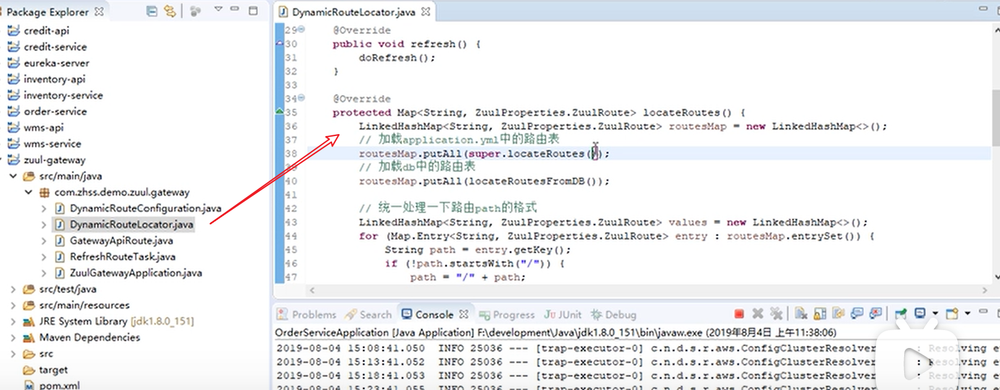 Package Explorer
credit-api
credit-service
eureka-server
inventory-api
inventory-service
order-service
wms-api
wms-service
zuul-gateway
src/main/java
com.zhss.demo.zuul.gateway
DynamicRouteConfiguration.java
DynamicRouteLocator.java
GatewayApiRoute.java
RefreshRouteTask.java
ZuulGatewayApplication.java
src/test/java
src/main/resources
JRE System Library [jdk1.8.0_151]
Maven Dependencies
src
target
pom.xml
DynamicRouteLocator.java
29 @Override
30 public void refresh() {
31 doRefresh();
32 }
33
34 @Override
35 protected Map<String, ZuulProperties.ZuulRoute> locateRoutes() {
36 LinkedHashMap<String, ZuulProperties.ZuulRoute> routesMap = new LinkedHashMap<>();
37 // 加载application.yml中的路由表
38 routesMap.putAll(super.locateRoutes());
39 // 加载db中的路由表
40 routesMap.putAll(locateRoutesFromDB());
41
42 // 统一处理一下路由path的格式
43 LinkedHashMap<String, ZuulProperties.ZuulRoute> values = new LinkedHashMap<>();
44 for (Map.Entry<String, ZuulProperties.ZuulRoute> entry : routesMap.entrySet()) {
45 String path = entry.getKey();
46 if (!path.startsWith("/")) {
47 path = "/" + path;
Problems Search Console Progress JUnit Debug
OrderServiceApplication [Java Application] F:\development\Java\jdk1.8.0_151\bin\javaw.exe (2019年8月4日 上午11:38:06)
2019-08-04 15:08:41.050 INFO 25036 --- [trap-executor-0] c.n.d.s.r.aws.ConfigClusterResolver : Resolving e
2019-08-04 15:13:41.052 INFO 25036 --- [trap-executor-0] c.n.d.s.r.aws.ConfigClusterResolver : Resolving e
2019-08-04 15:18:41.053 INFO 25036 --- [trap-executor-0] c.n.d.s.r.aws.ConfigClusterResolver : Resolving e
2019-08-04 15:23:41.055 INFO 25036 --- [trap-executor-0] c.n.d.s.r.aws.ConfigClusterResolver : Resolving e